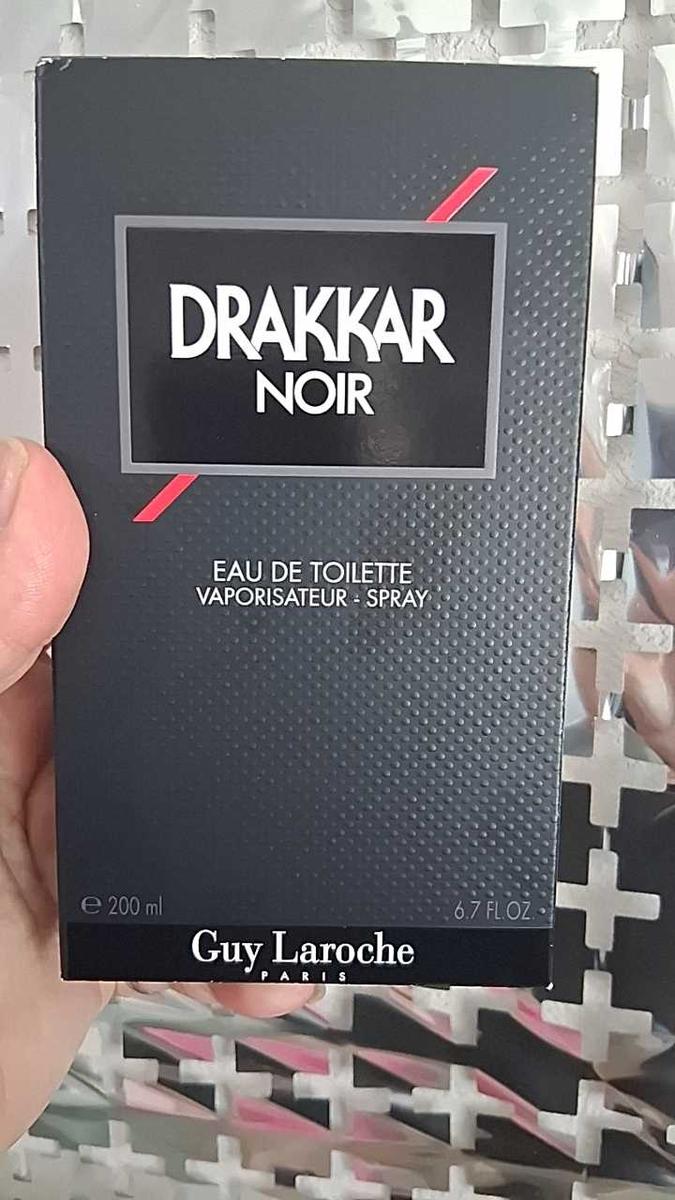 DRAKKAR
NOIR
EAU DE TOILETTE
VAPORISATEUR - SPRAY
℮ 200 ml
6.7 FL.OZ.
Guy Laroche
PARIS